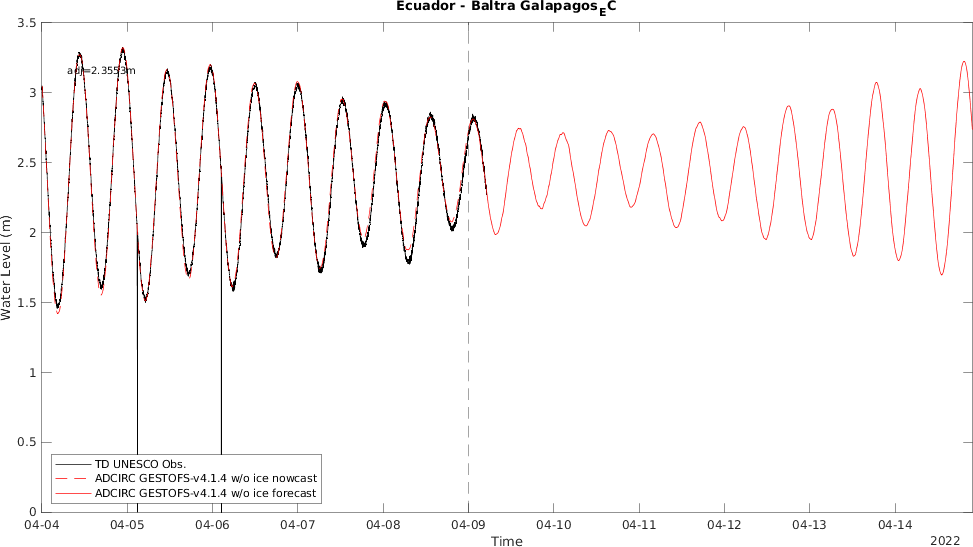 Ecuador - Baltra Galapagos_EC
3.5
3
2.5
2
1.5
1
0.5
0
Water Level (m)
adj=2.3553m
TD UNESCO Obs.
ADCIRC GESTOFS-v4.1.4 w/o ice nowcast
ADCIRC GESTOFS-v4.1.4 w/o ice forecast
04-04 04-05 04-06 04-07 04-08 04-09 04-10 04-11 04-12 04-13 04-14
Time
2022